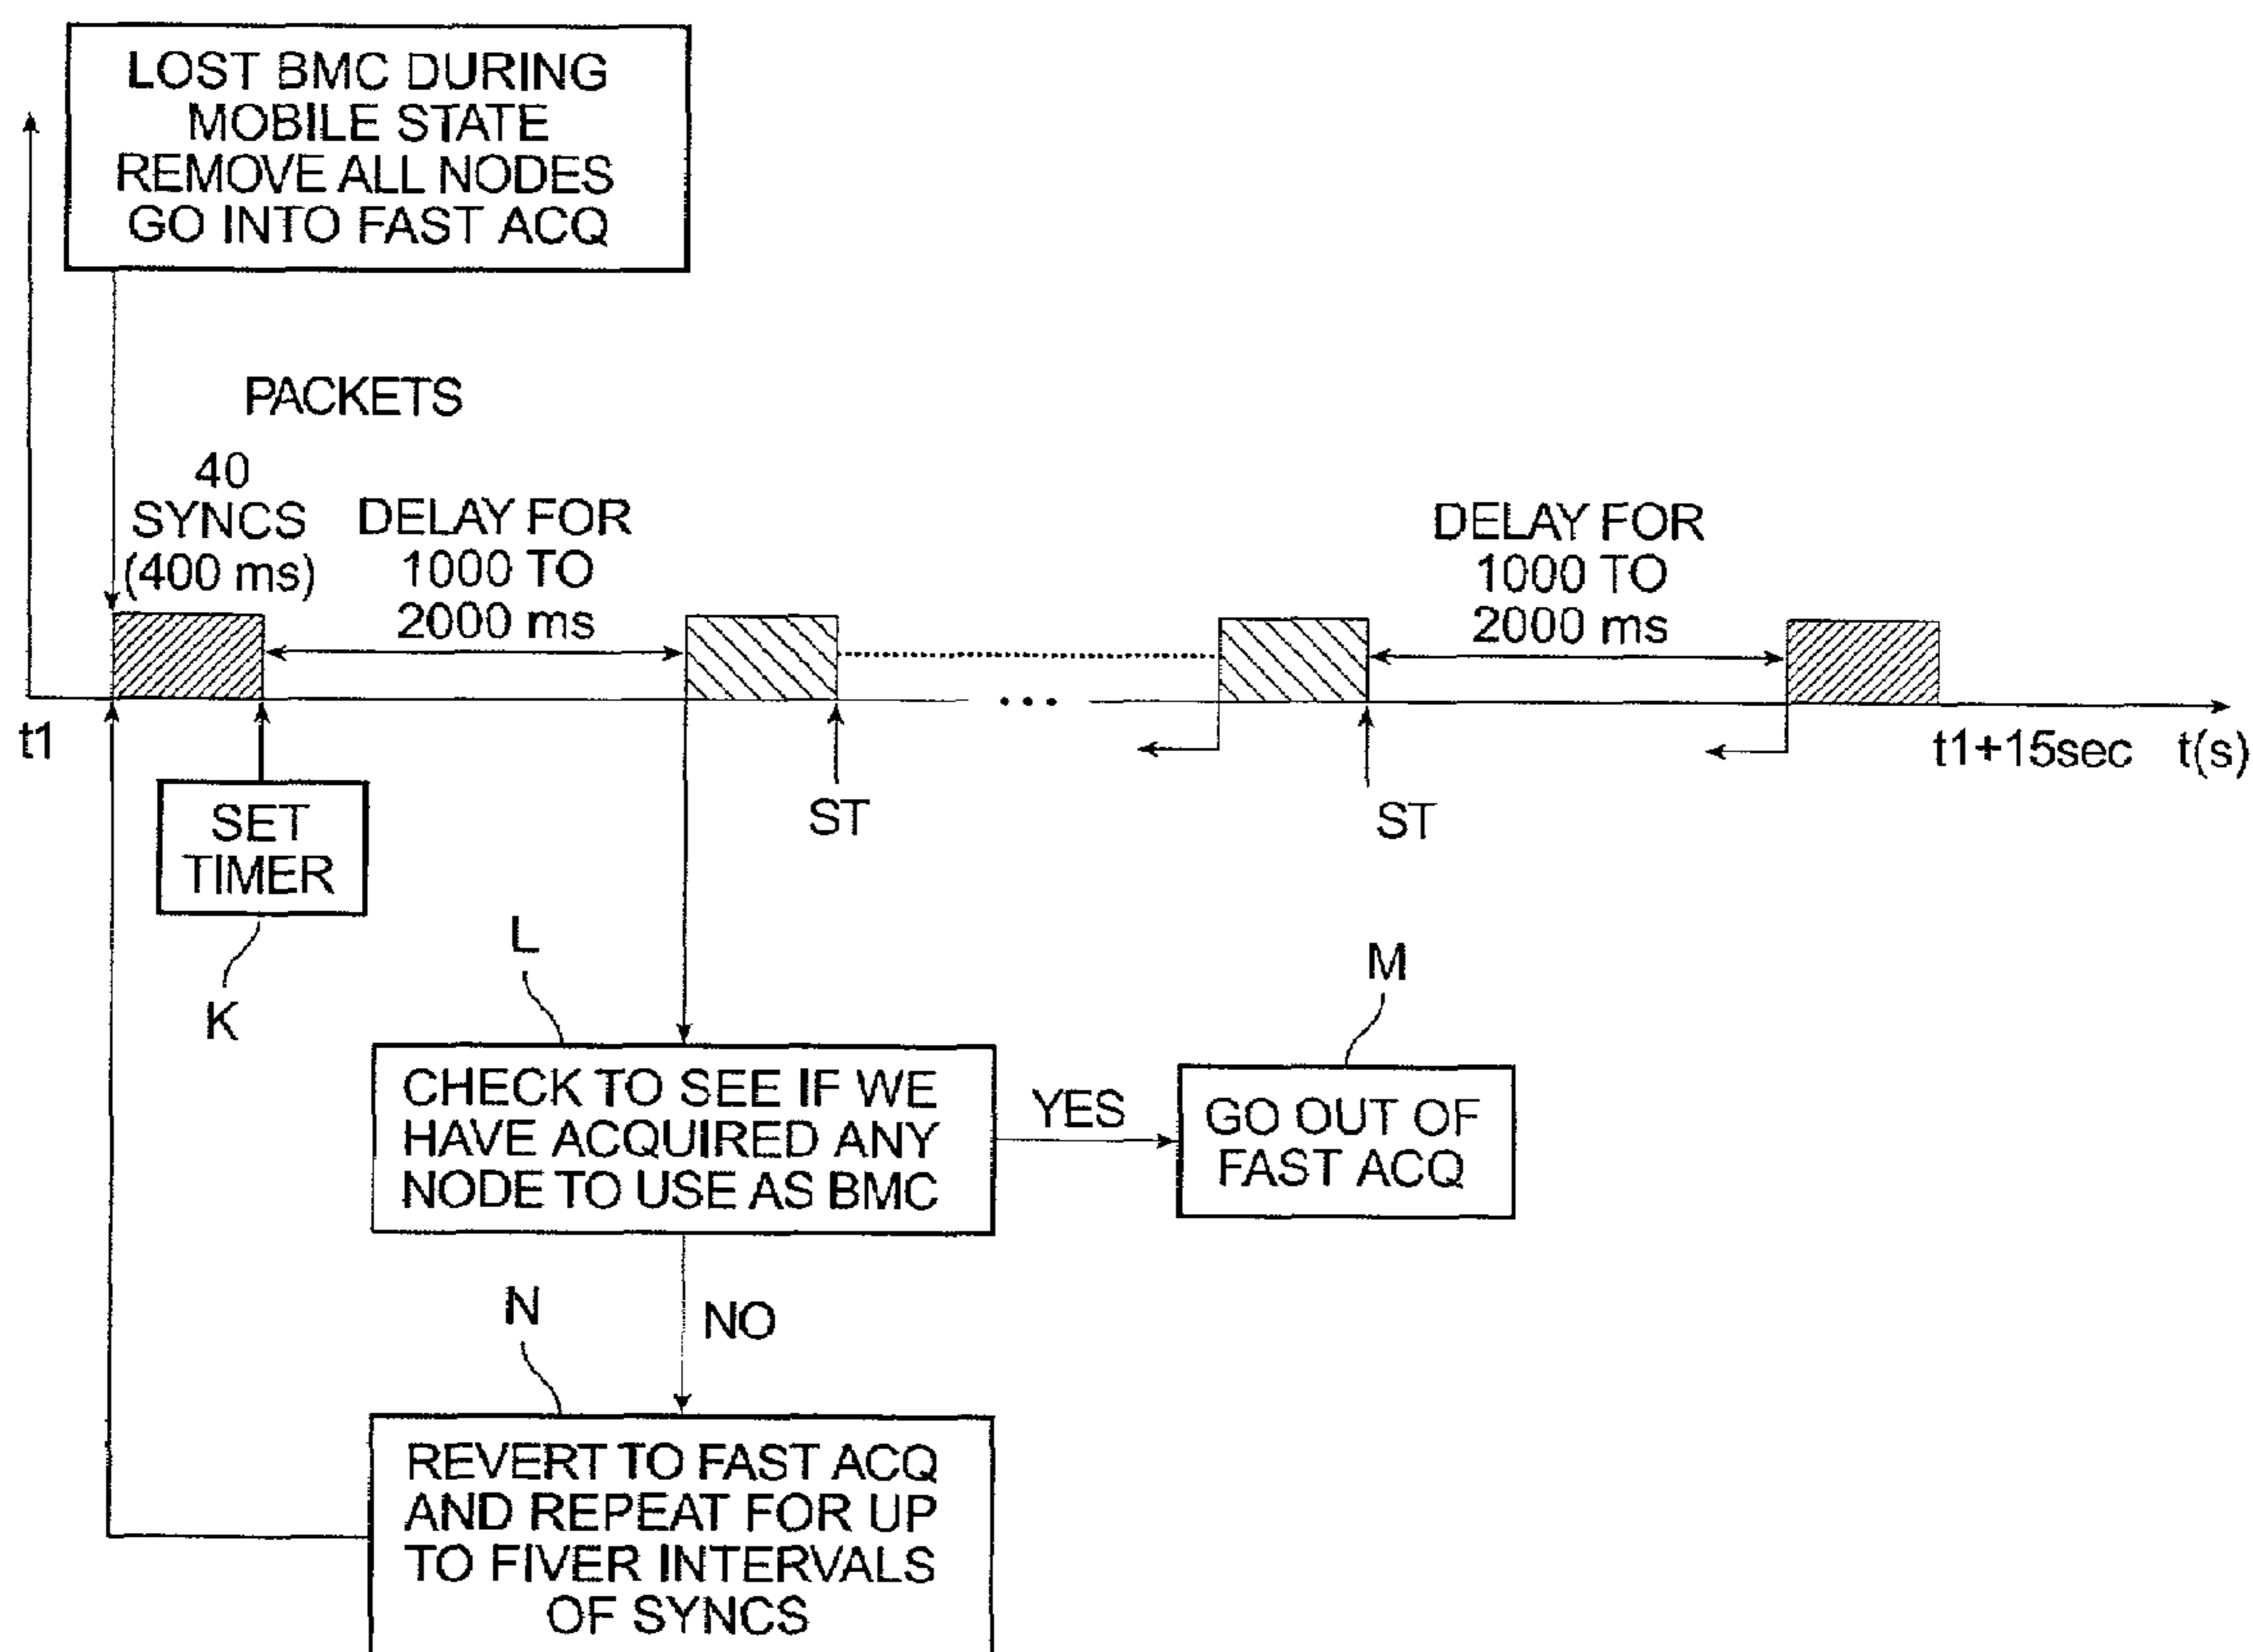 LOST BMC DURING
MOBILE STATE
REMOVE ALL NODES
GO INTO FAST ACQ
PACKETS
40
SYNCS
(400 ms)
DELAY FOR
1000 TO
2000 ms
DELAY FOR
1000 TO
2000 ms
t1
...
t1+15sec
t(s)
SET
TIMER
ST
ST
K
L
M
CHECK TO SEE IF WE
HAVE ACQUIRED ANY
NODE TO USE AS BMC
YES
GO OUT OF
FAST ACQ
N
NO
REVERT TO FAST ACQ
AND REPEAT FOR UP
TO FIVER INTERVALS
OF SYNCS